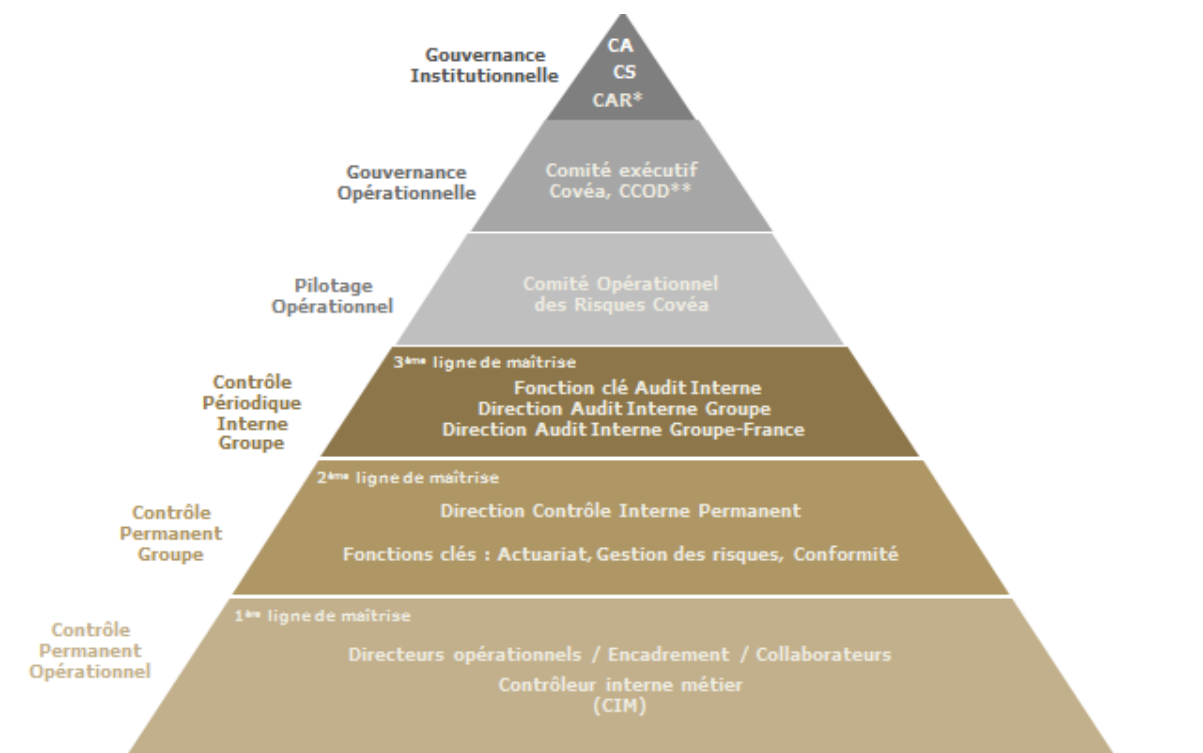 Gouvernance
Institutionnelle
CA
CS
CAR*
Gouvernance
Opérationnelle
Comité exécutif
Covéa, CCOD**
Pilotage
Opérationnel
Comité Opérationnel
des Risques Covéa
Contrôle
Périodique
Interne
Groupe
3ème ligne de maîtrise
Fonction clé Audit Interne
Direction Audit Interne Groupe
Direction Audit Interne Groupe-France
Contrôle
Permanent
Groupe
2ème ligne de maîtrise
Direction Contrôle Interne Permanent
Fonctions clés : Actuariat, Gestion des risques, Conformité
Contrôle
Permanent
Opérationnel
1ère ligne de maîtrise
Directeurs opérationnels / Encadrement / Collaborateurs
Contrôleur interne métier
(CIM)